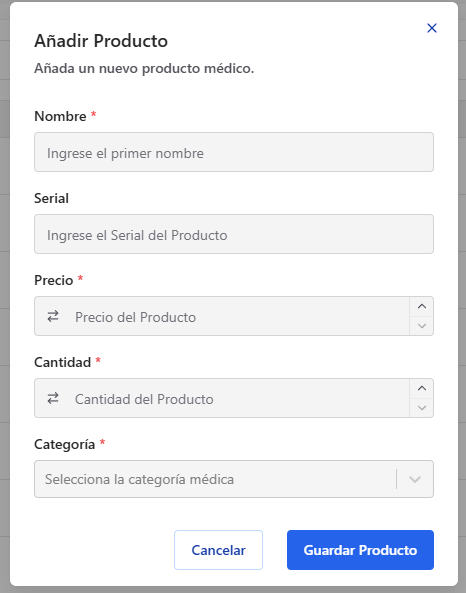 Añadir Producto
Añada un nuevo producto médico.
Nombre *
Ingrese el primer nombre
Serial
Ingrese el Serial del Producto
Precio *
Precio del Producto
Cantidad *
Cantidad del Producto
Categoría *
Selecciona la categoría médica
Cancelar Guardar Producto